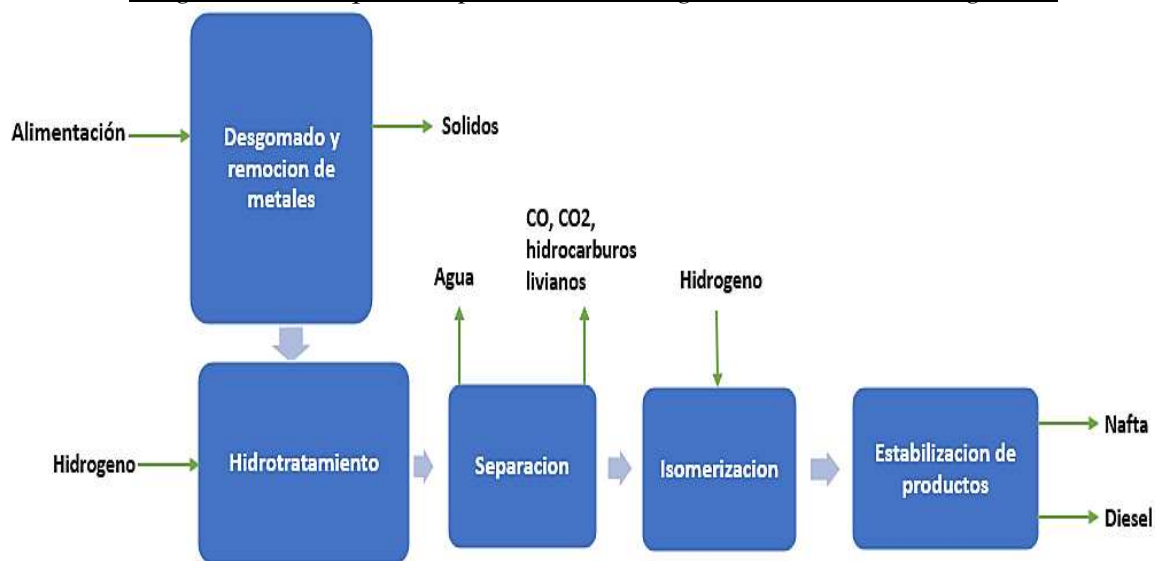 Alimentación
Desgomado y
remocion de
metales
Solidos
CO, CO2,
hidrocarburos
livianos
Agua
Hidrogeno
Hidrogeno
Hidrotratamiento
Separacion
Isomerizacion
Estabilizacion de
productos
Nafta
Diesel